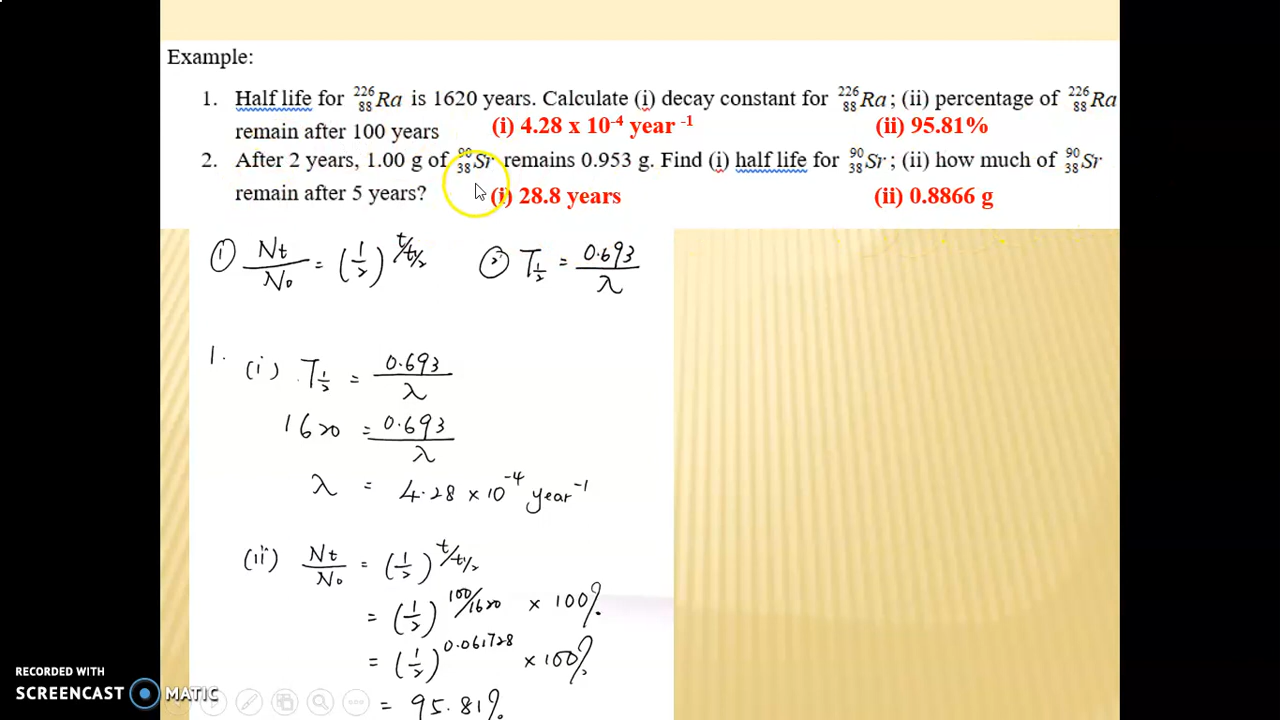 Example:
1. Half life for ²²⁶₈₈Ra is 1620 years. Calculate (i) decay constant for ²²⁶₈₈Ra; (ii) percentage of ²²⁶₈₈Ra
remain after 100 years (i) 4.28 x 10⁻⁴ year ⁻¹ (ii) 95.81%
2. After 2 years, 1.00 g of ⁹⁰₃₈Sr remains 0.953 g. Find (i) half life for ⁹⁰₃₈Sr; (ii) how much of ⁹⁰₃₈Sr
remain after 5 years? (i) 28.8 years (ii) 0.8866 g
① Nt/N₀ = (1/2)^(t/t½) ② T½ = 0.693/λ
1. (i) T½ = 0.693/λ
1620 = 0.693/λ
λ = 4.28 × 10⁻⁴ year⁻¹
(ii) Nt/N₀ = (1/2)^(t/t½)
= (1/2)^(100/1620) × 100%
= (1/2)^0.061728 × 100%
= 95.81%
RECORDED WITH
SCREENCAST MATIC